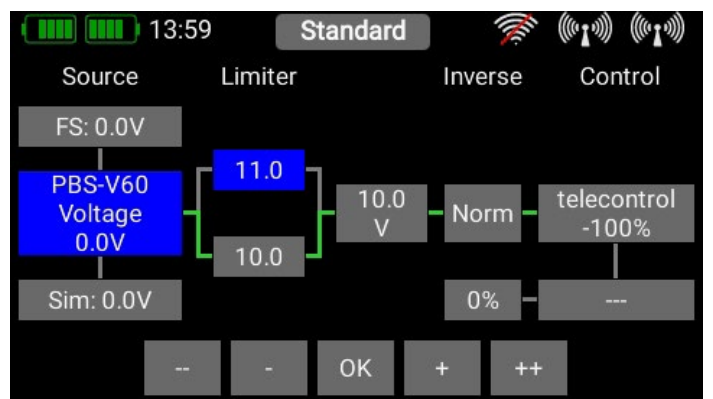 13:59 Standard
Source Limiter Inverse Control
FS: 0.0V
PBS-V60
Voltage
0.0V
11.0
10.0
10.0
V
Norm
telecontrol
-100%
Sim: 0.0V
0%
---
-- - OK + ++